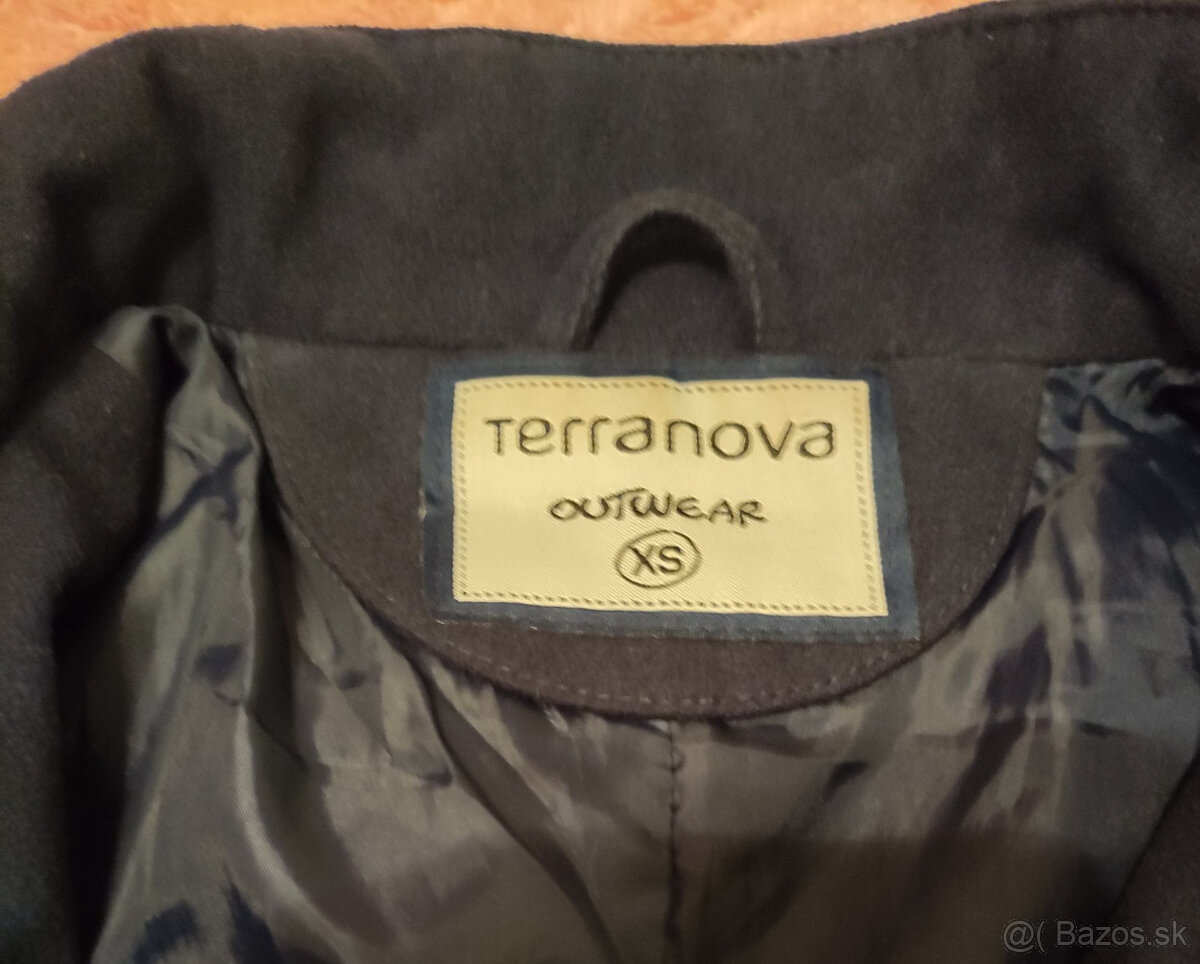 Terranova
OUTWEAR
XS
@( Bazos.sk